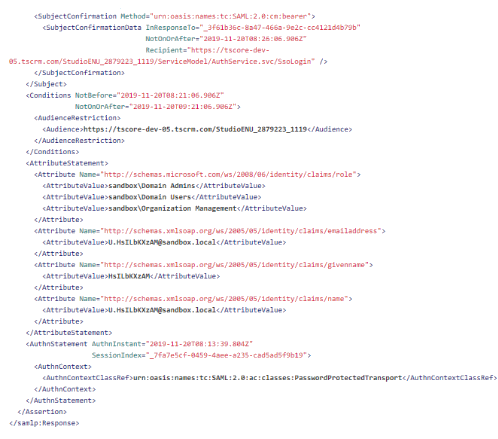 <SubjectConfirmation Method="urn:oasis:names:tc:SAML:2.0:cm:bearer">
<SubjectConfirmationData InResponseTo="_3f61b36c-8a47-466a-9e2c-cc4121d4b79b"
NotOnOrAfter="2019-11-20T08:26:06.906Z"
Recipient="https://tscore-dev-
05.tscrm.com/StudioENU_2879223_1119/ServiceModel/AuthService.svc/SsoLogin" />
</SubjectConfirmation>
</Subject>
<Conditions NotBefore="2019-11-20T08:21:06.906Z"
NotOnOrAfter="2019-11-20T09:21:06.906Z">
<AudienceRestriction>
<Audience>https://tscore-dev-05.tscrm.com/StudioENU_2879223_1119</Audience>
</AudienceRestriction>
</Conditions>
<AttributeStatement>
<Attribute Name="http://schemas.microsoft.com/ws/2008/06/identity/claims/role">
<AttributeValue>sandbox\Domain Admins</AttributeValue>
<AttributeValue>sandbox\Domain Users</AttributeValue>
<AttributeValue>sandbox\Organization Management</AttributeValue>
</Attribute>
<Attribute Name="http://schemas.xmlsoap.org/ws/2005/05/identity/claims/emailaddress">
<AttributeValue>U.HsILbKXzAM@sandbox.local</AttributeValue>
</Attribute>
<Attribute Name="http://schemas.xmlsoap.org/ws/2005/05/identity/claims/givenname">
<AttributeValue>HsILbKXzAM</AttributeValue>
</Attribute>
<Attribute Name="http://schemas.xmlsoap.org/ws/2005/05/identity/claims/name">
<AttributeValue>U.HsILbKXzAM@sandbox.local</AttributeValue>
</Attribute>
</AttributeStatement>
<AuthnStatement AuthnInstant="2019-11-20T08:13:39.804Z"
SessionIndex="_7fa7e5cf-0459-4aee-a235-cad5ad5f9b19">
<AuthnContext>
<AuthnContextClassRef>urn:oasis:names:tc:SAML:2.0:ac:classes:PasswordProtectedTransport</AuthnContextClassRef>
</AuthnContext>
</AuthnStatement>
</Assertion>
</samlp:Response>